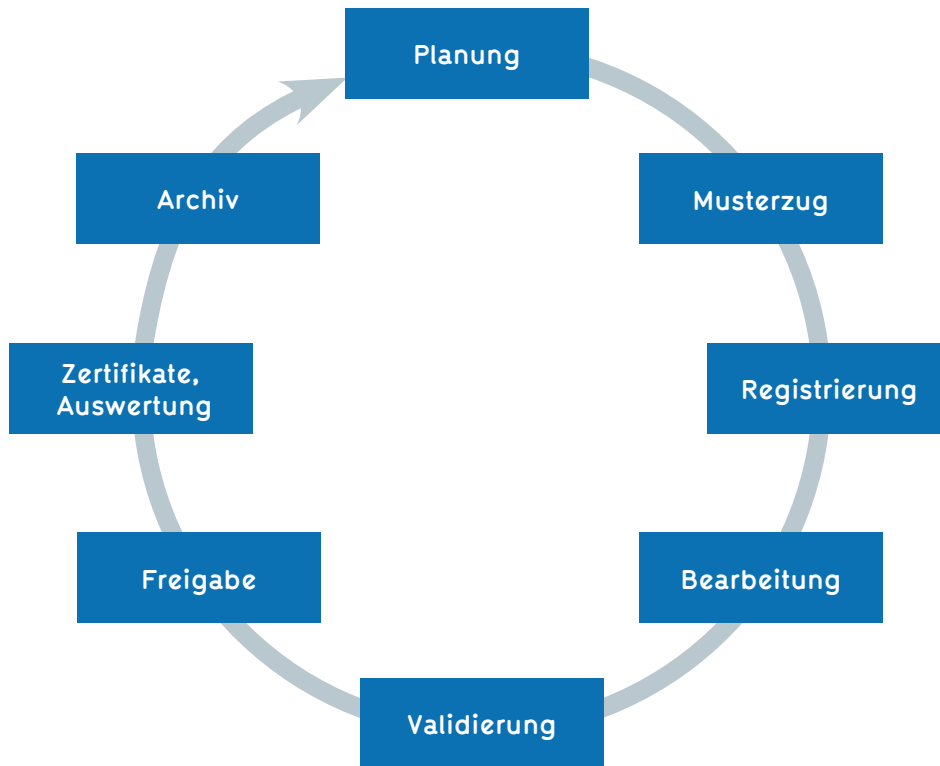 Planung
Musterzug
Registrierung
Bearbeitung
Validierung
Freigabe
Zertifikate,
Auswertung
Archiv